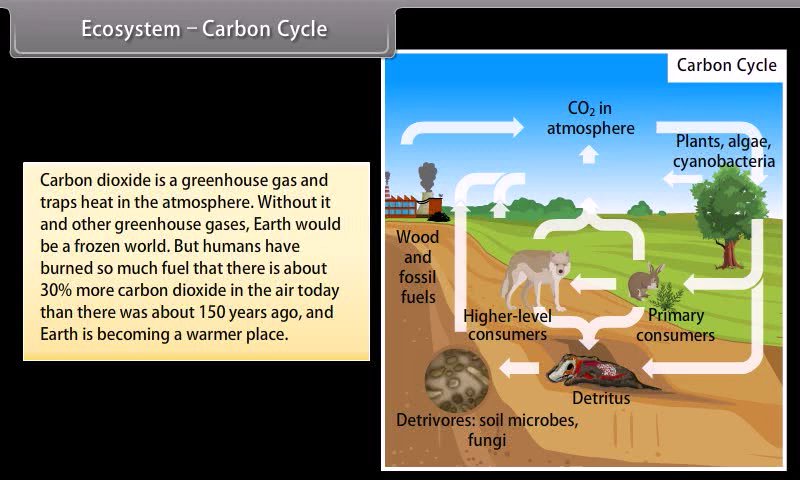 Ecosystem – Carbon Cycle
Carbon Cycle
Carbon dioxide is a greenhouse gas and
traps heat in the atmosphere. Without it
and other greenhouse gases, Earth would
be a frozen world. But humans have
burned so much fuel that there is about
30% more carbon dioxide in the air today
than there was about 150 years ago, and
Earth is becoming a warmer place.
CO₂ in
atmosphere
Plants, algae,
cyanobacteria
Wood
and
fossil
fuels
Higher-level
consumers
Primary
consumers
Detritus
Detrivores: soil microbes,
fungi